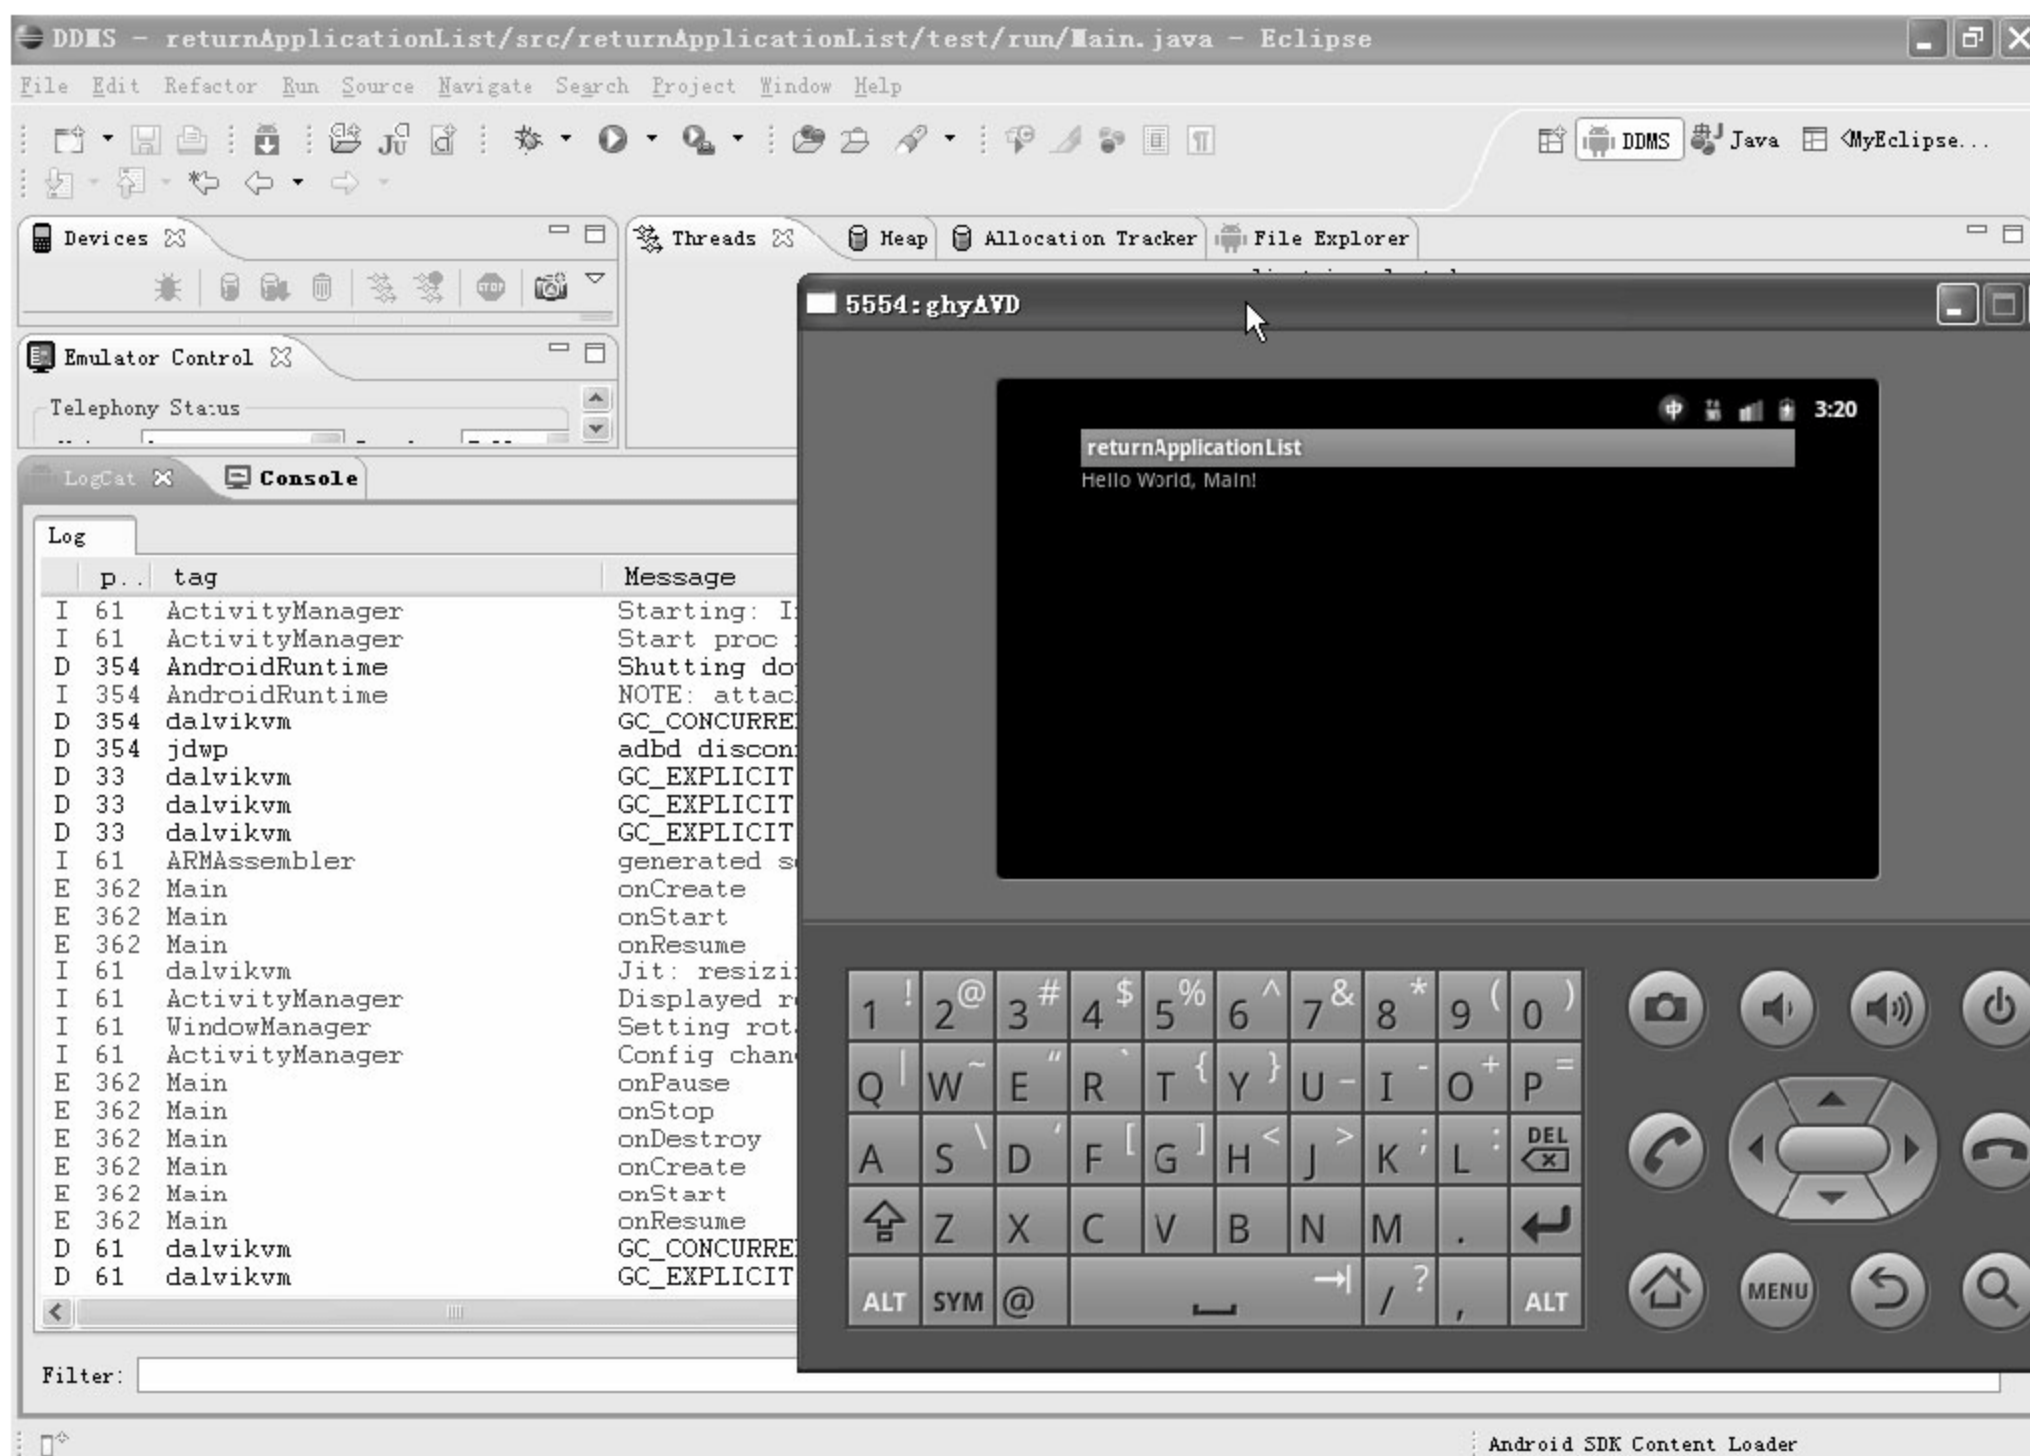 DDMS - returnApplicationList/src/returnApplicationList/test/run/Main.java - Eclipse
File Edit Refactor Run Source Navigate Search Project Window Help
DDMS Java <MyEclipse...
Devices Threads Heap Allocation Tracker File Explorer
5554:ghyAVD
Emulator Control
Telephony Status
3:20
returnApplicationList
Hello World, Main!
LogCat Console
Log
p.. tag Message
I 61 ActivityManager Starting: I
I 61 ActivityManager Start proc
D 354 AndroidRuntime Shutting do
I 354 AndroidRuntime NOTE: attac
D 354 dalvikvm GC_CONCURRE
D 354 jdwp adbd discon
D 33 dalvikvm GC_EXPLICIT
D 33 dalvikvm GC_EXPLICIT
D 33 dalvikvm GC_EXPLICIT
I 61 ARMAssembler generated s
E 362 Main onCreate
E 362 Main onStart
E 362 Main onResume
I 61 dalvikvm Jit: resizi
I 61 ActivityManager Displayed r
I 61 WindowManager Setting rot
I 61 ActivityManager Config chan
E 362 Main onPause
E 362 Main onStop
E 362 Main onDestroy
E 362 Main onCreate
E 362 Main onStart
E 362 Main onResume
D 61 dalvikvm GC_CONCURRE
D 61 dalvikvm GC_EXPLICIT
1 ! 2 @ 3 # 4 $ 5 % 6 ^ 7 & 8 * 9 ( 0 )
Q | W ~ E " R ` T { Y } U _ I - O + P =
A S \ D ' F [ G ] H < J > K ; L : DEL
Z X C V B N M .
ALT SYM @ / ? , ALT
MENU
Filter:
Android SDK Content Loader